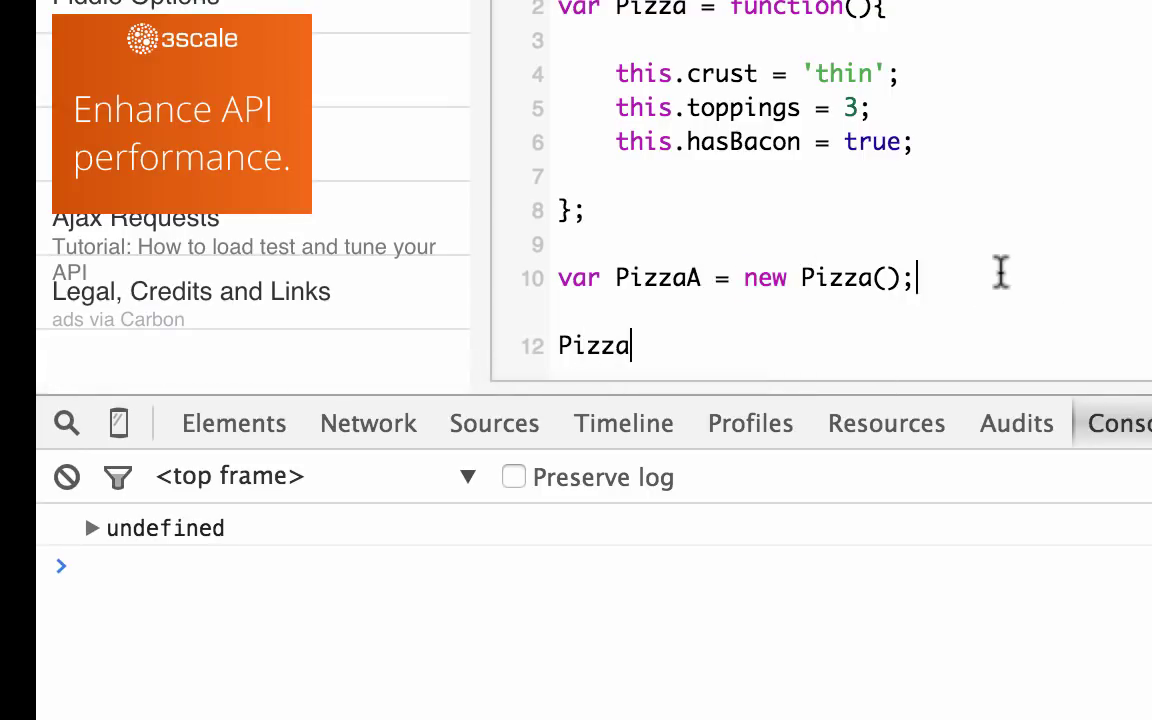 Fiddle Options
3scale
Enhance API
performance.
Ajax Requests
Tutorial: How to load test and tune your
API
Legal, Credits and Links
ads via Carbon
2 var Pizza = function(){
3
4 this.crust = 'thin';
5 this.toppings = 3;
6 this.hasBacon = true;
7
8 };
9
10 var PizzaA = new Pizza();
12 Pizza
Elements Network Sources Timeline Profiles Resources Audits Conso
<top frame> ▼ Preserve log
▶ undefined
>